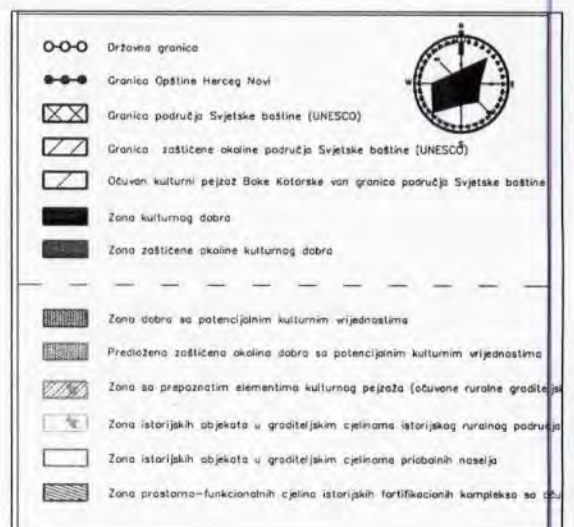 Državna granica
Granica Opštine Herceg Novi
Granica područja Svjetske baštine (UNESCO)
Granica zaštićene okoline područja Svjetske baštine (UNESCO)
Očuvan kulturni pejzaž Boke Kotorske van granica područja Svjetske baštine
Zona kulturnog dobra
Zona zaštićene okoline kulturnog dobra
Zona dobra sa potencijalnim kulturnim vrijednostima
Predložena zaštićena okolina dobra sa potencijalnim kulturnim vrijednostima
Zona sa prepoznatim elementima kulturnog pejzaža (očuvane ruralne graditeljsk
Zona istorijskih objekata u graditeljskim cjelinama istorijskog ruralnog područja
Zona istorijskih objekata u graditeljskim cjelinama priobalnih naselja
Zona prostorno-funkcionalnih cjelina istorijskih fortifikacionih kompleksa sa oču